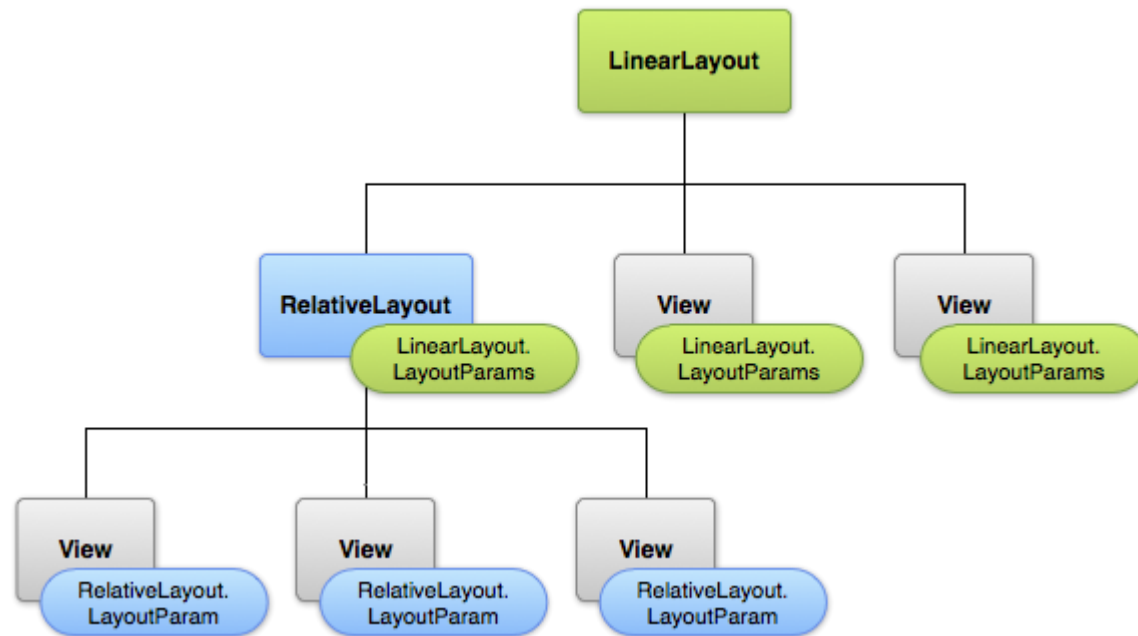 LinearLayout
RelativeLayout
LinearLayout.
LayoutParams
View
LinearLayout.
LayoutParams
View
LinearLayout.
LayoutParams
View
RelativeLayout.
LayoutParam
View
RelativeLayout.
LayoutParam
View
RelativeLayout.
LayoutParam